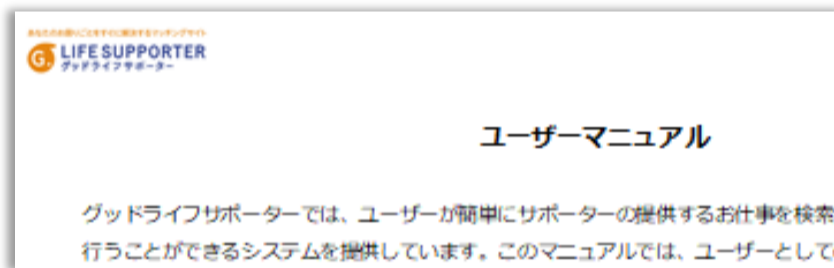 あなたのお困りごとをすぐに解決するマッチングサイト
G. LIFE SUPPORTER
グッドライフサポーター
ユーザーマニュアル
グッドライフサポーターでは、ユーザーが簡単にサポーターの提供するお仕事を検索
行うことができるシステムを提供しています。このマニュアルでは、ユーザーとして